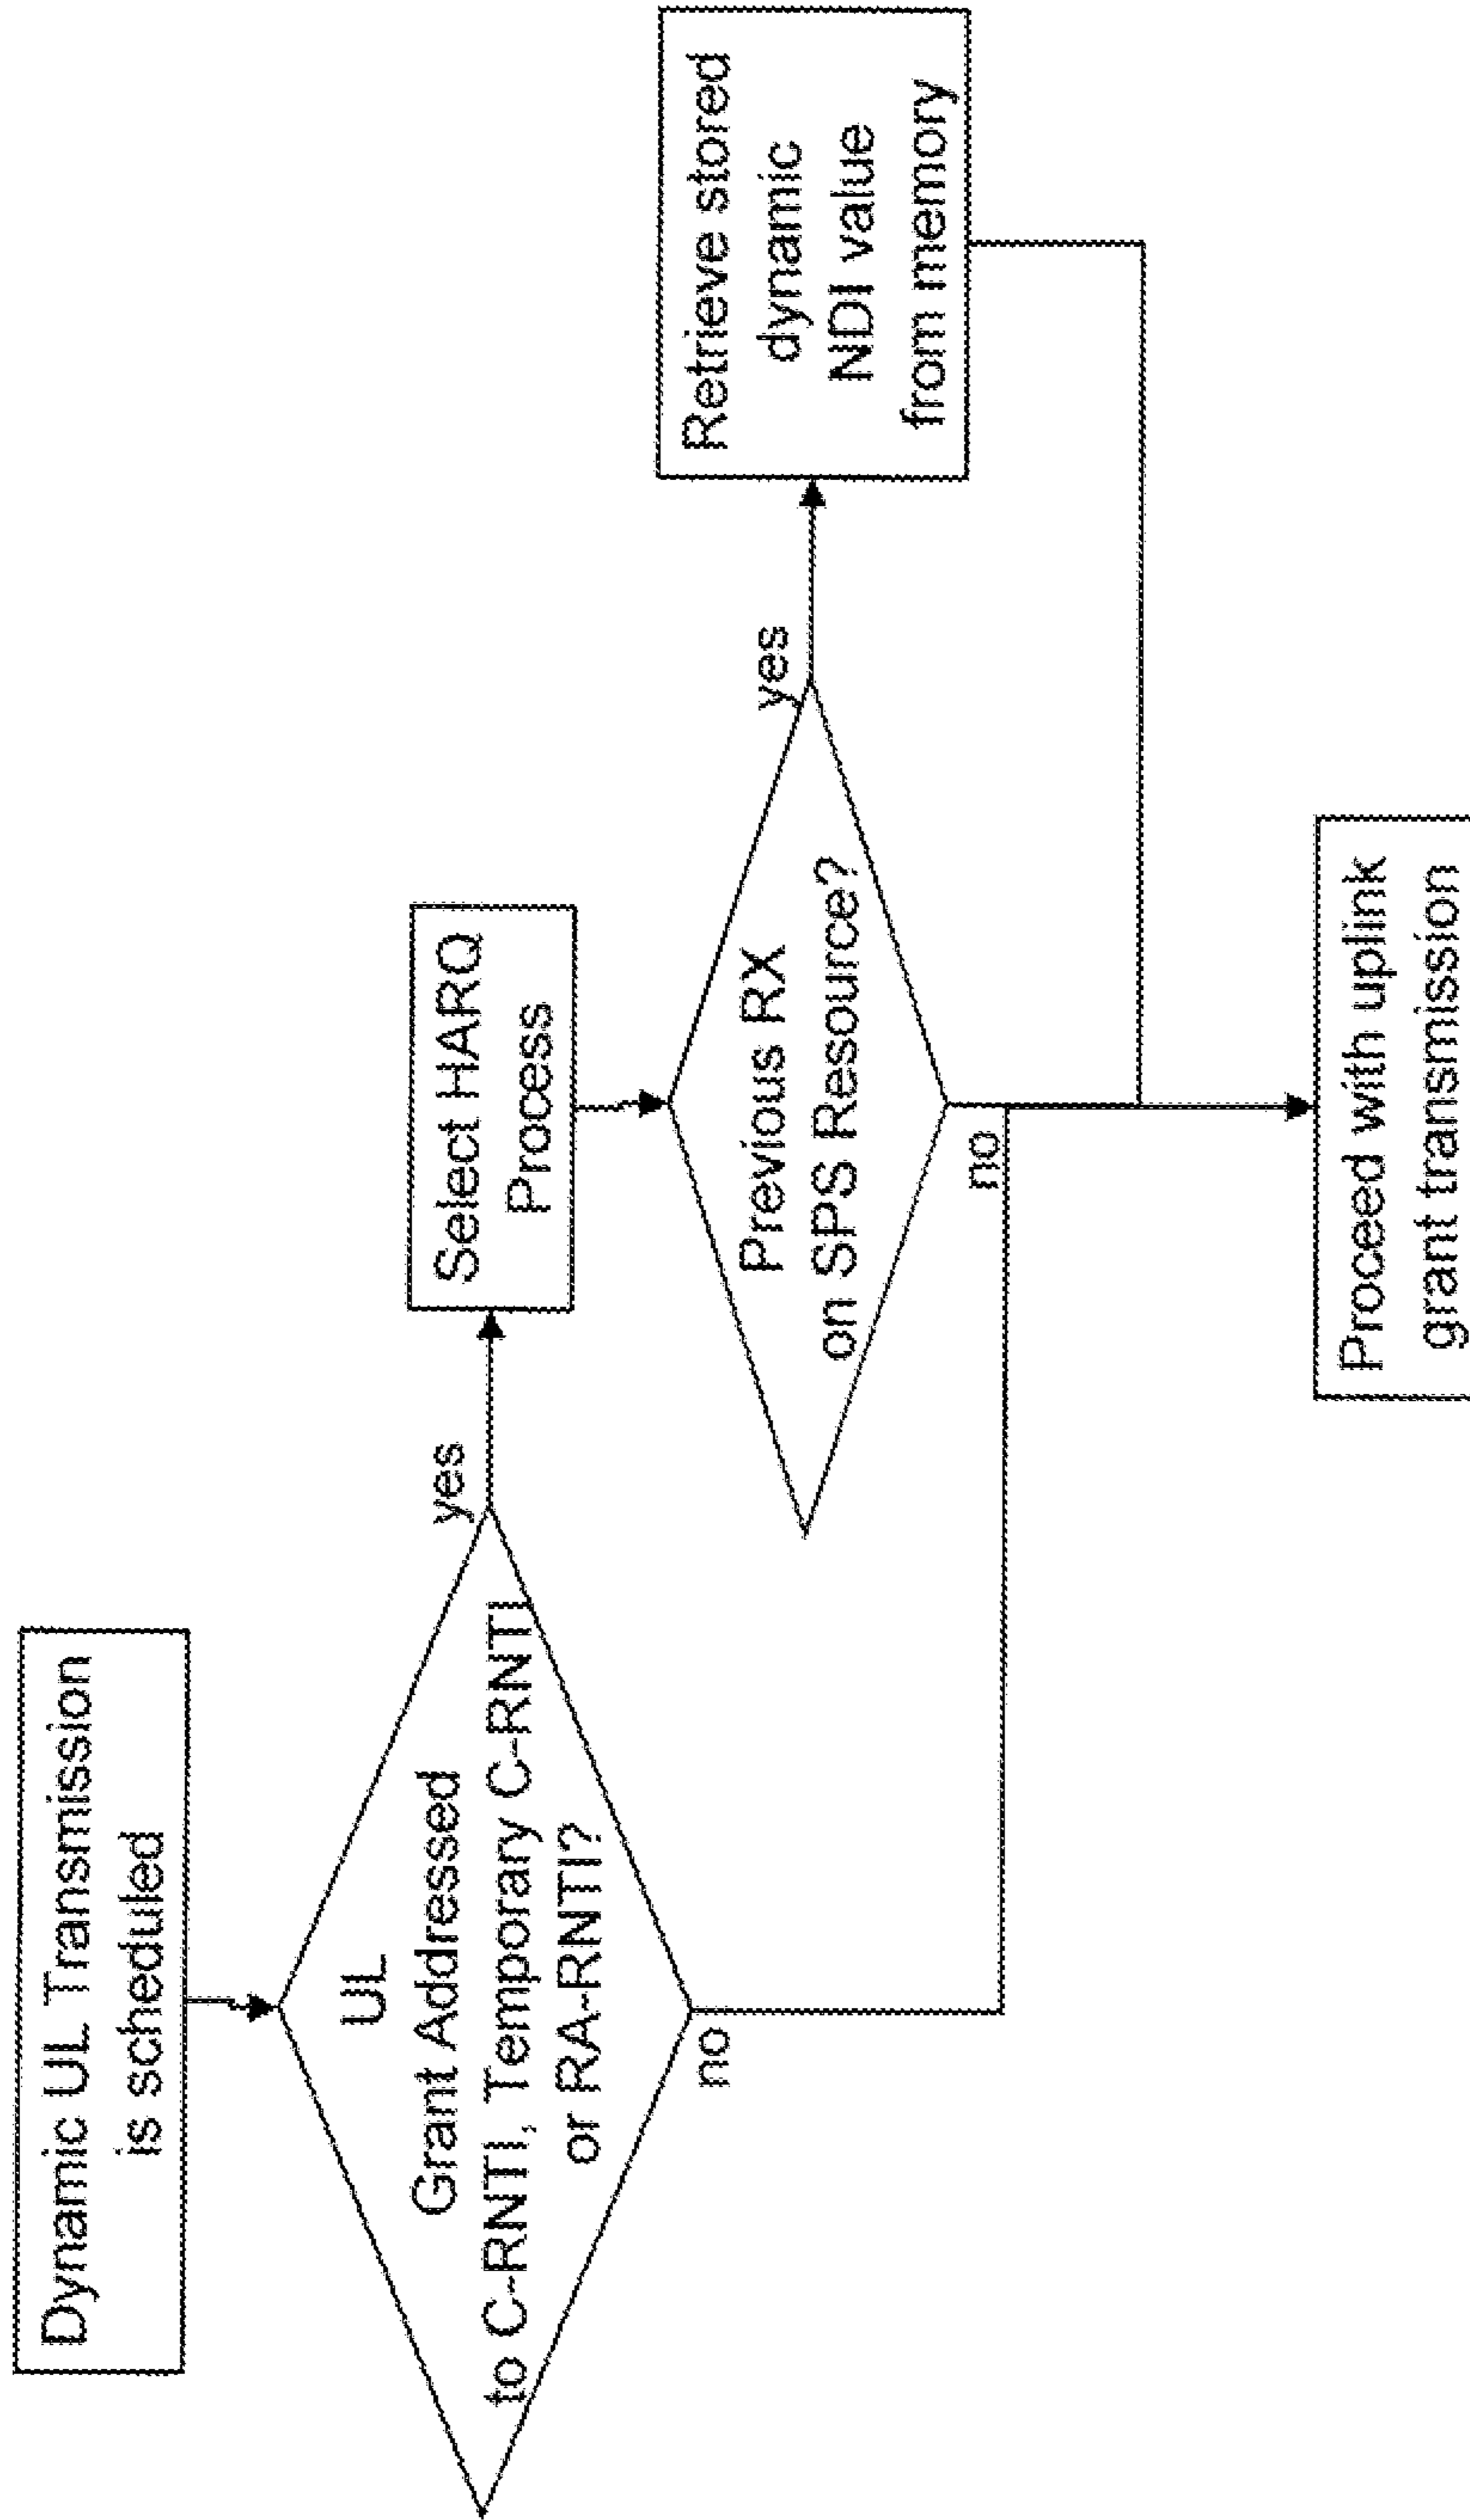 Dynamic UL Transmission
is scheduled
UL
Grant Addressed
to C-RNTI, Temporary C-RNTI
or RA-RNTI?
yes
no
Select HARQ
Process
Previous RX
on SPS Resource?
yes
no
Retrieve stored
dynamic
NDI value
from memory
Proceed with uplink
grant transmission